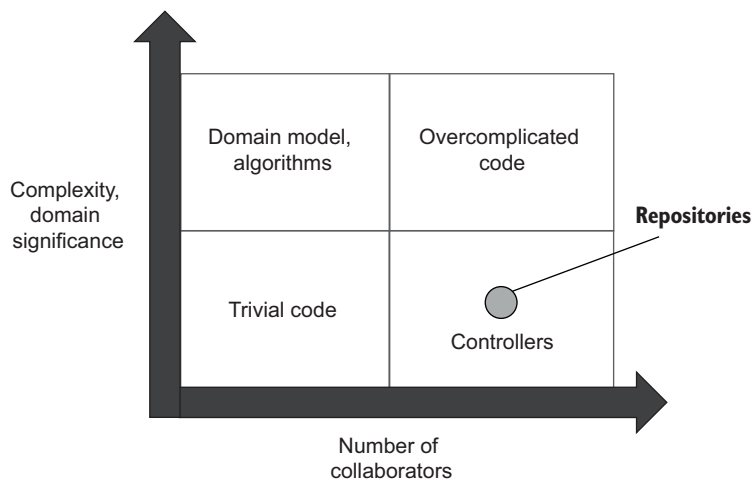 Domain model,
algorithms
Overcomplicated
code
Complexity,
domain
significance
Repositories
Trivial code
Controllers
Number of
collaborators